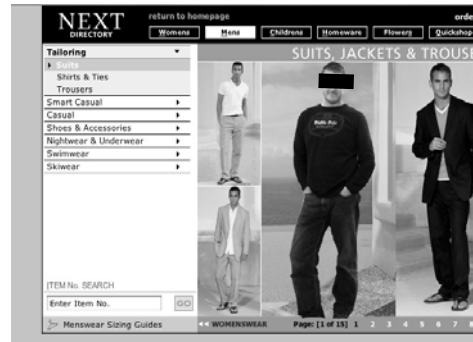 NEXT
DIRECTORY
return to homepage
orde
Womens
Mens
Childrens
Homeware
Flowers
Quickshop
Tailoring
SUITS, JACKETS & TROUSE
Suits
Shirts & Ties
Trousers
Smart Casual
Casual
Shoes & Accessories
Nightwear & Underwear
Swimwear
Skiwear
ITEM No. SEARCH
Enter Item No.
GO
Menswear Sizing Guides
WOMENSWEAR
Page: [1 of 15] 1 2 3 4 5 6 7 8